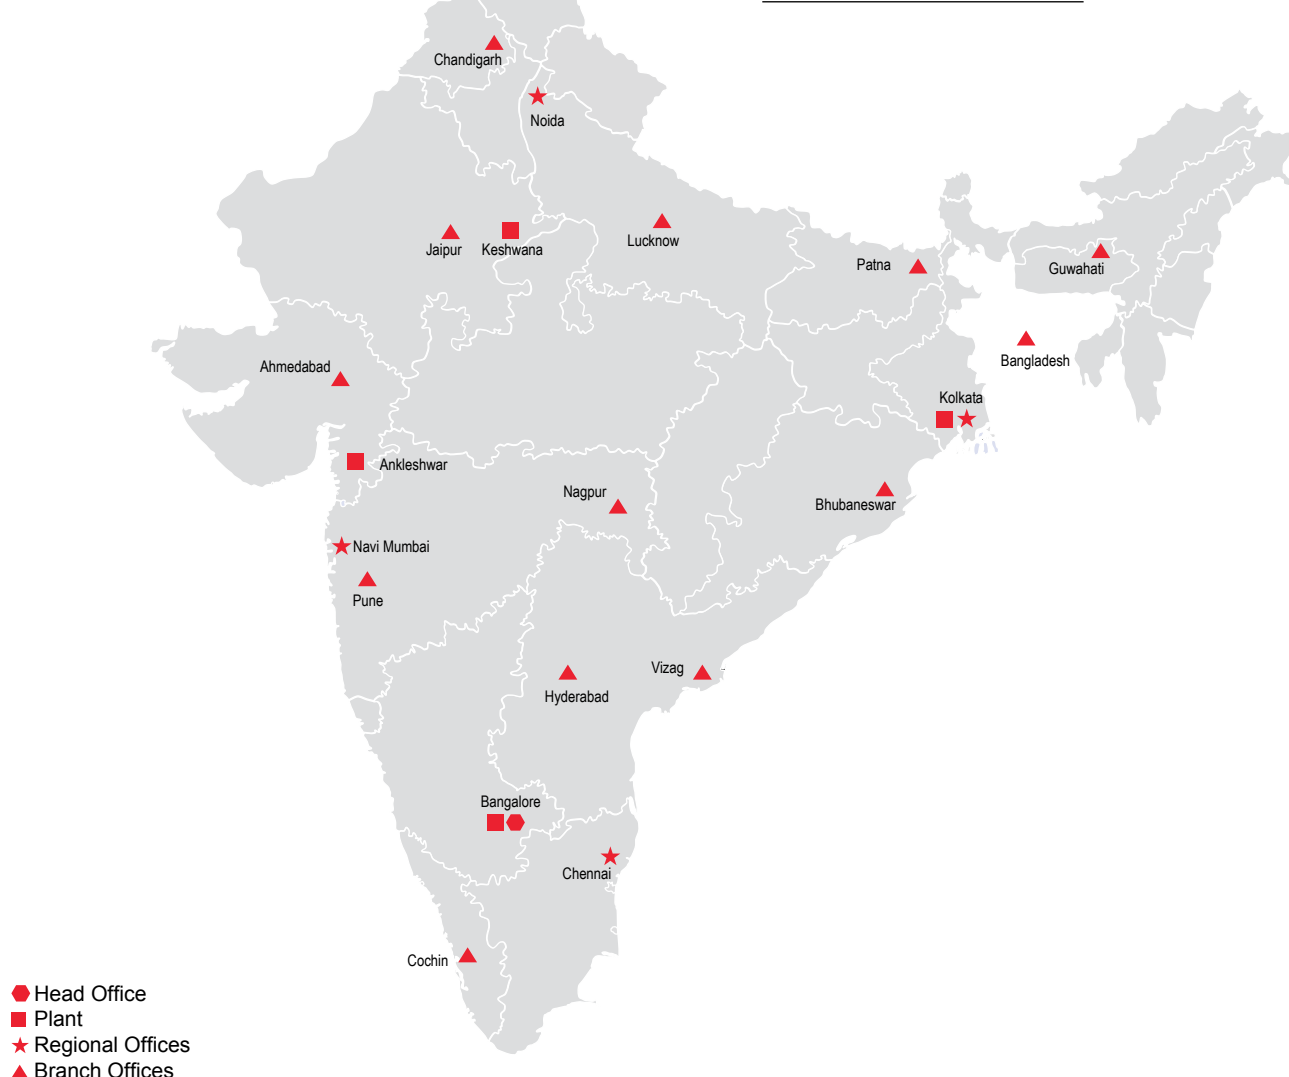 Chandigarh
Noida
Lucknow
Jaipur
Keshwana
Patna
Guwahati
Bangladesh
Ahmedabad
Kolkata
Ankleshwar
Nagpur
Bhubaneswar
Navi Mumbai
Pune
Vizag
Hyderabad
Bangalore
Chennai
Cochin
Head Office
Plant
Regional Offices
Branch Offices